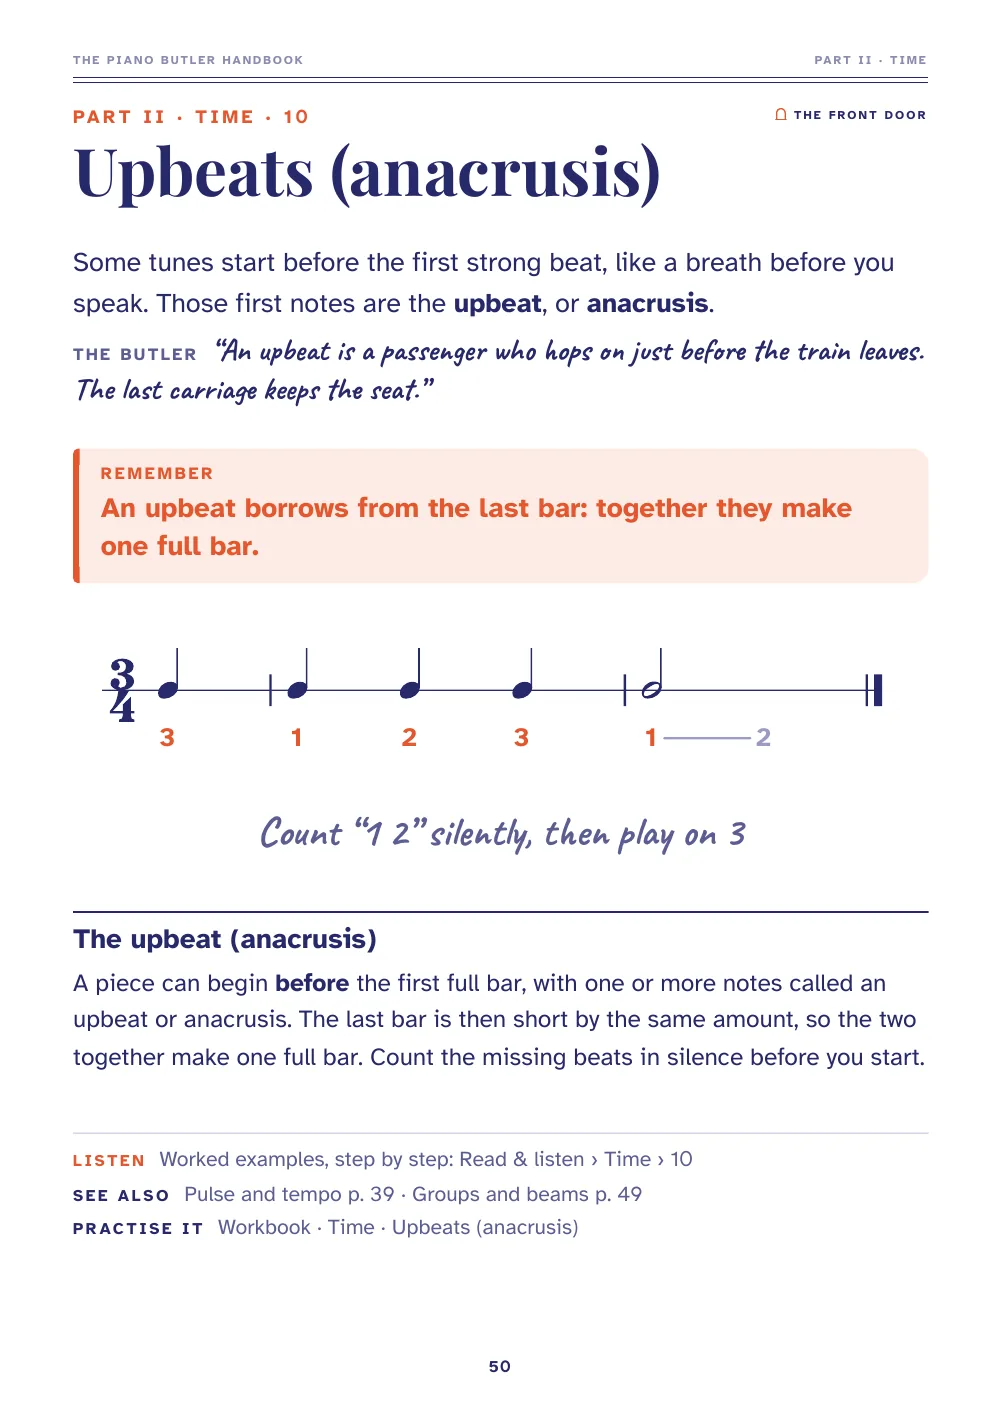 THE PIANO BUTLER HANDBOOK
PART II · TIME
PART II · TIME · 10
THE FRONT DOOR
Upbeats (anacrusis)
Some tunes start before the first strong beat, like a breath before you
speak. Those first notes are the upbeat, or anacrusis.
THE BUTLER “An upbeat is a passenger who hops on just before the train leaves.
The last carriage keeps the seat.”
REMEMBER
An upbeat borrows from the last bar: together they make
one full bar.
3
4
3 1 2 3 1 2
Count “1 2” silently, then play on 3
The upbeat (anacrusis)
A piece can begin before the first full bar, with one or more notes called an
upbeat or anacrusis. The last bar is then short by the same amount, so the two
together make one full bar. Count the missing beats in silence before you start.
LISTEN Worked examples, step by step: Read & listen › Time › 10
SEE ALSO Pulse and tempo p. 39 · Groups and beams p. 49
PRACTISE IT Workbook · Time · Upbeats (anacrusis)
50